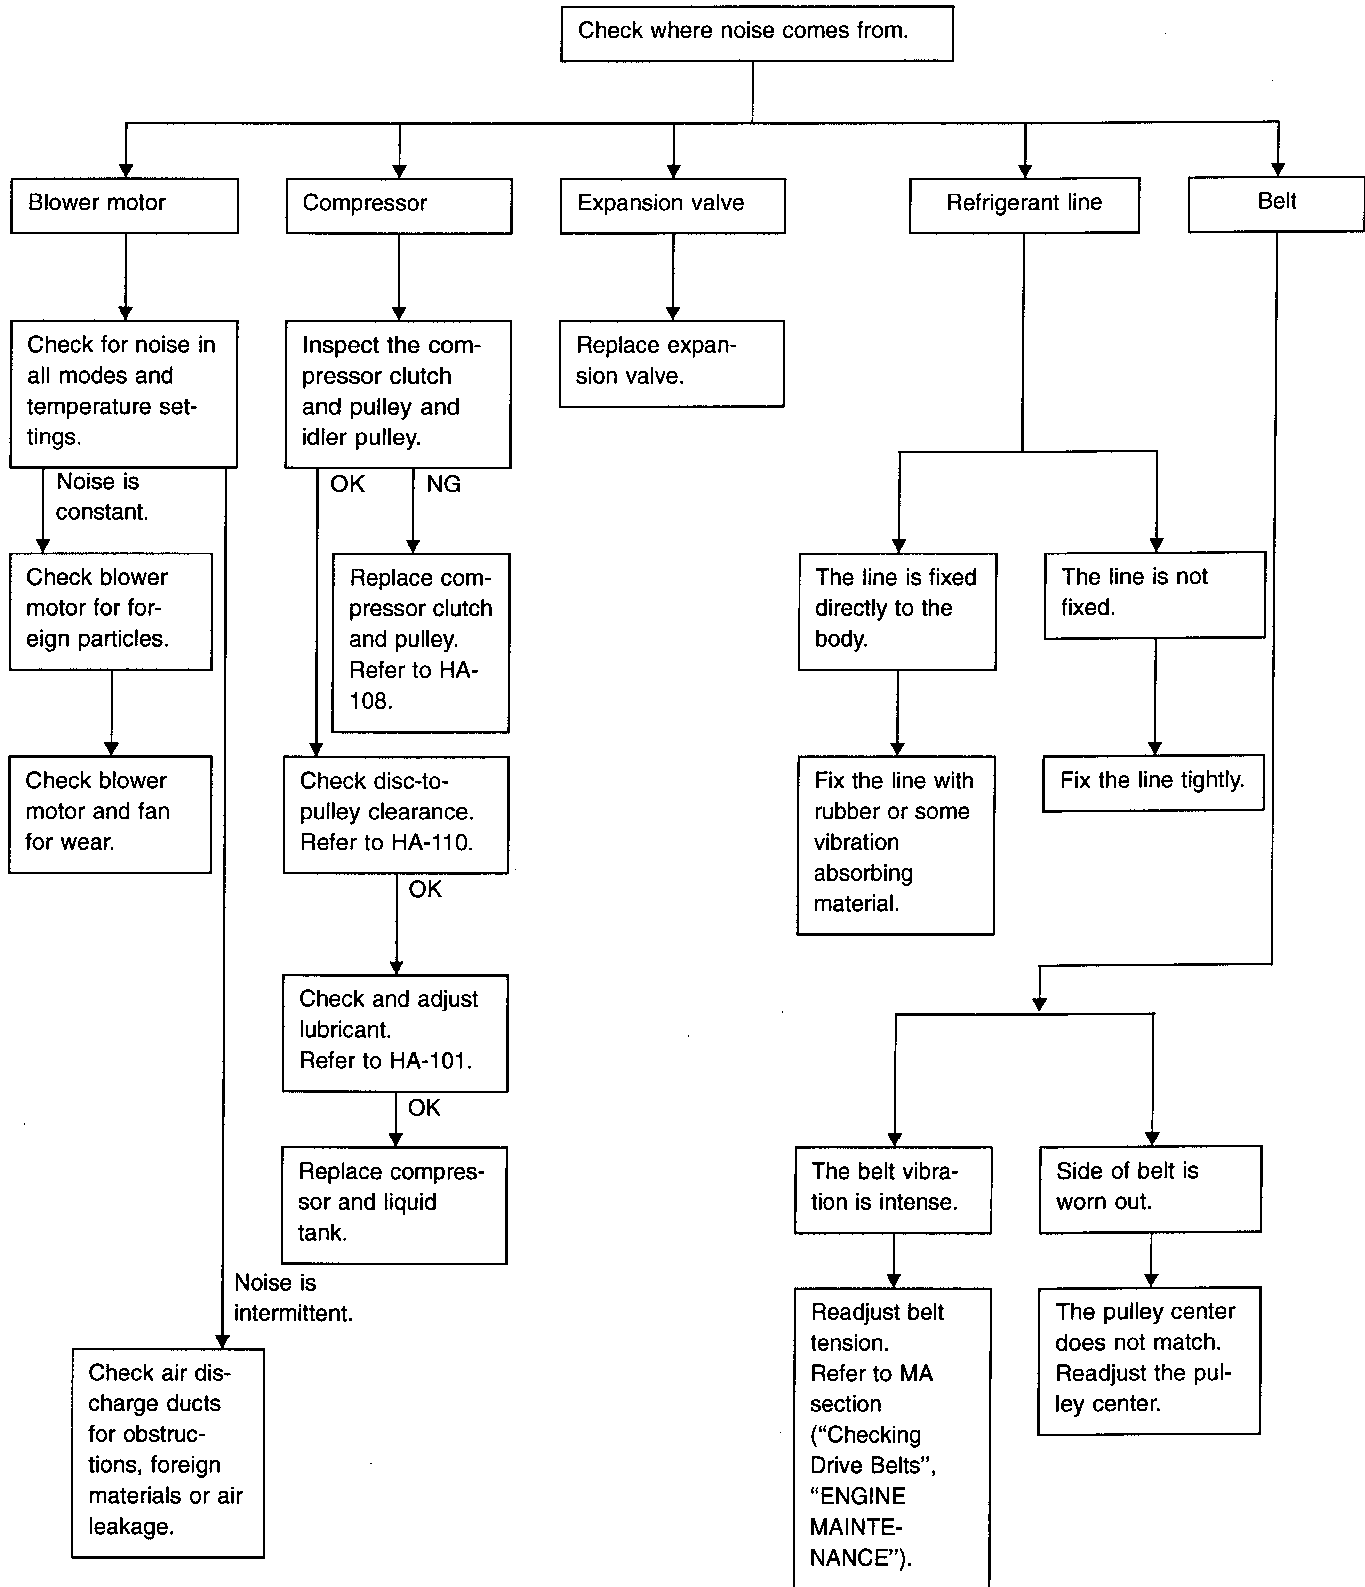 Check where noise comes from.
Blower motor
Compressor
Expansion valve
Refrigerant line
Belt
Check for noise in
all modes and
temperature set-
tings.
Inspect the com-
pressor clutch
and pulley and
idler pulley.
Replace expan-
sion valve.
Noise is
constant.
OK
NG
Check blower
motor for for-
eign particles.
Replace com-
pressor clutch
and pulley.
Refer to HA-
108.
The line is fixed
directly to the
body.
The line is not
fixed.
Check blower
motor and fan
for wear.
Check disc-to-
pulley clearance.
Refer to HA-110.
Fix the line with
rubber or some
vibration
absorbing
material.
Fix the line tightly.
OK
Check and adjust
lubricant.
Refer to HA-101.
OK
Replace compres-
sor and liquid
tank.
The belt vibra-
tion is intense.
Side of belt is
worn out.
Noise is
intermittent.
Check air dis-
charge ducts
for obstruc-
tions, foreign
materials or air
leakage.
Readjust belt
tension.
Refer to MA
section
(“Checking
Drive Belts”,
“ENGINE
MAINTE-
NANCE”).
The pulley center
does not match.
Readjust the pul-
ley center.